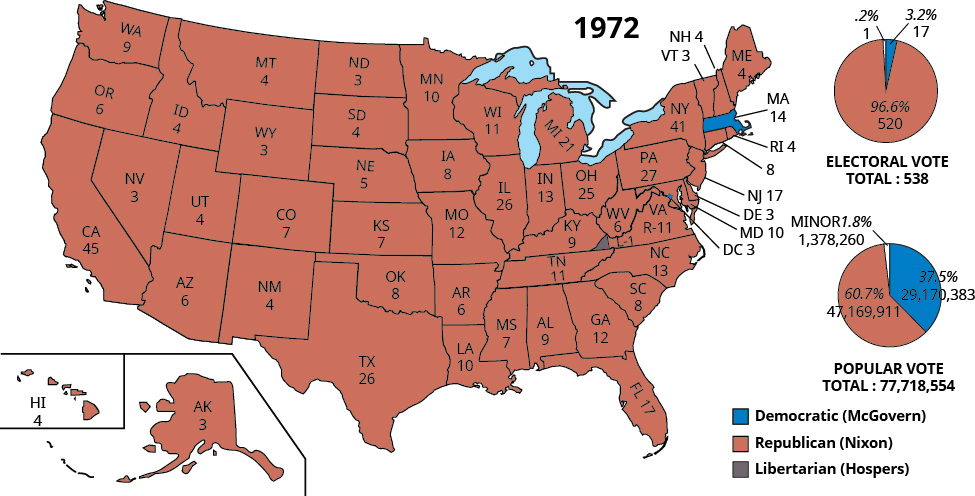 1972
WA
9
OR
6
CA
45
ID
4
NV
3
MT
4
WY
3
UT
4
AZ
6
CO
7
NM
4
ND
3
SD
4
NE
5
KS
7
OK
8
TX
26
MN
10
IA
8
MO
12
AR
6
LA
10
WI
11
IL
26
MI 21
IN
13
OH
25
KY
9
TN
11
MS
7
AL
9
GA
12
FL 17
SC
8
NC
13
VA
R-11
L-1
WV
6
PA
27
NY
41
ME
4
NH 4
VT 3
MA
14
RI 4
8
NJ 17
DE 3
MD 10
DC 3
HI
4
AK
3
.2%
1
3.2%
17
96.6%
520
ELECTORAL VOTE
TOTAL : 538
MINOR1.8%
1,378,260
37.5%
29,170,383
60.7%
47,169,911
POPULAR VOTE
TOTAL : 77,718,554
Democratic (McGovern)
Republican (Nixon)
Libertarian (Hospers)